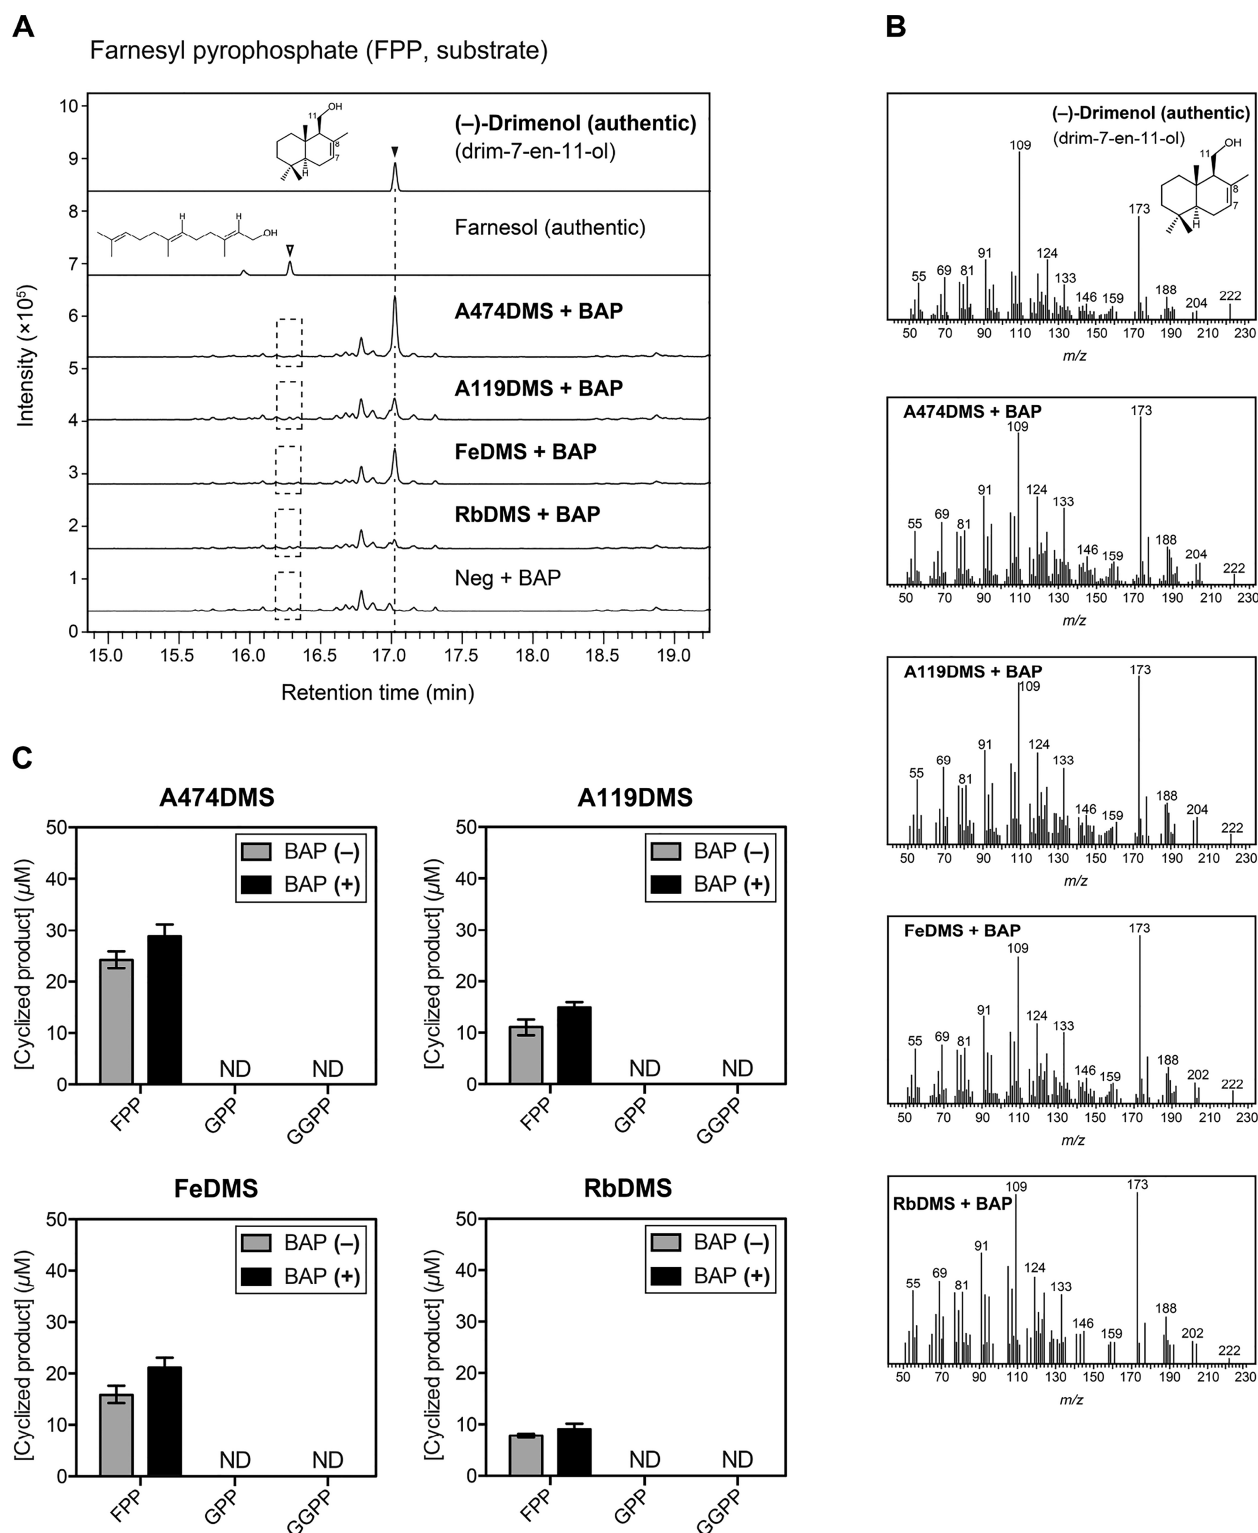 A
Farnesyl pyrophosphate (FPP, substrate)
Intensity (×10⁵)
10
9
8
7
6
5
4
3
2
1
0
11
OH
8
7
H
(–)-Drimenol (authentic)
(drim-7-en-11-ol)
H
H
OH
Farnesol (authentic)
A474DMS + BAP
A119DMS + BAP
FeDMS + BAP
RbDMS + BAP
Neg + BAP
15.0 15.5 16.0 16.5 17.0 17.5 18.0 18.5 19.0
Retention time (min)
B
(–)-Drimenol (authentic)
(drim-7-en-11-ol)
11
OH
8
7
H
55 69 81 91 109 124 133 146 159 173 188 204 222
50 70 90 110 130 150 170 190 210 230
m/z
A474DMS + BAP
55 69 81 91 109 124 133 146 159 173 188 204 222
50 70 90 110 130 150 170 190 210 230
m/z
A119DMS + BAP
55 69 81 91 109 124 133 146 159 173 188 204 222
50 70 90 110 130 150 170 190 210 230
m/z
FeDMS + BAP
55 69 81 91 109 124 133 146 159 173 188 202 222
50 70 90 110 130 150 170 190 210 230
m/z
RbDMS + BAP
55 69 81 91 109 124 133 146 159 173 188 202 222
50 70 90 110 130 150 170 190 210 230
m/z
C
A474DMS
[Cyclized product] (µM)
50
40
30
20
10
0
BAP (–)
BAP (+)
ND ND
FPP GPP GGPP
A119DMS
[Cyclized product] (µM)
50
40
30
20
10
0
BAP (–)
BAP (+)
ND ND
FPP GPP GGPP
FeDMS
[Cyclized product] (µM)
50
40
30
20
10
0
BAP (–)
BAP (+)
ND ND
FPP GPP GGPP
RbDMS
[Cyclized product] (µM)
50
40
30
20
10
0
BAP (–)
BAP (+)
ND ND
FPP GPP GGPP